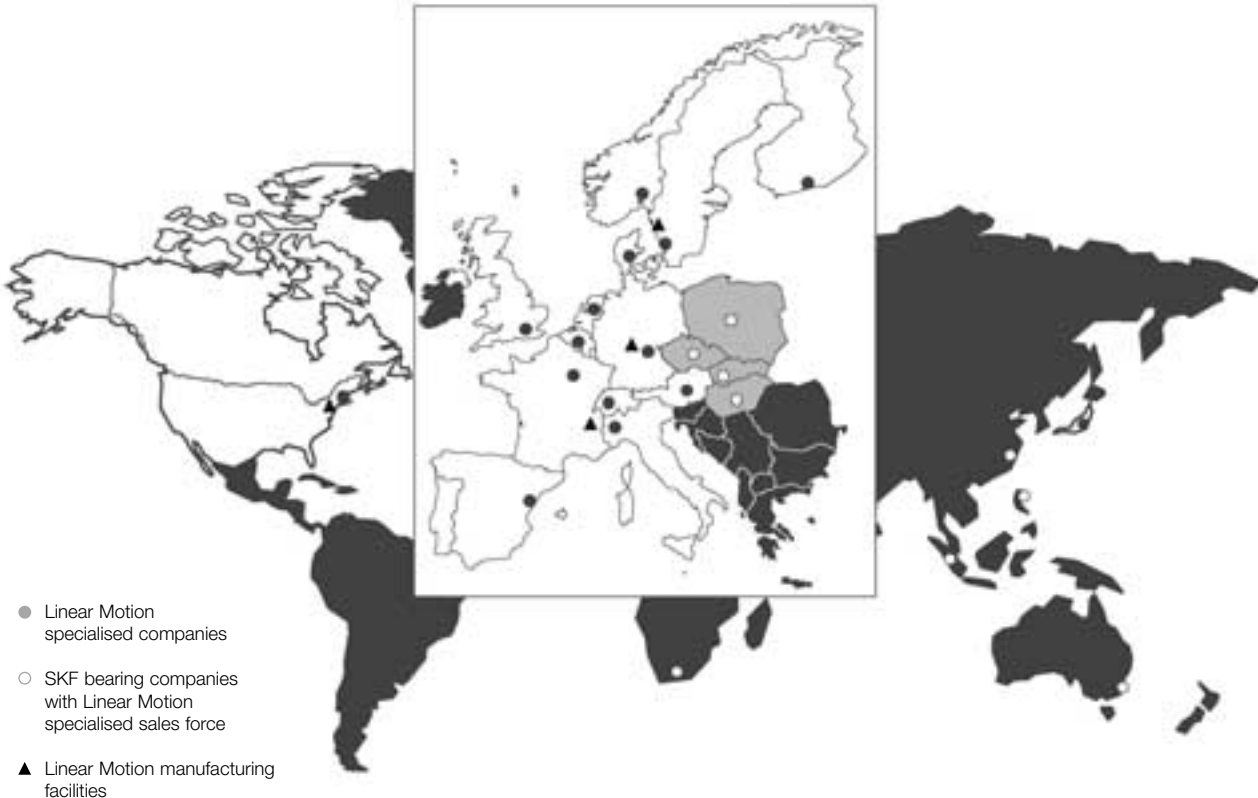 Linear Motion
specialised companies
SKF bearing companies
with Linear Motion
specialised sales force
Linear Motion manufacturing
facilities